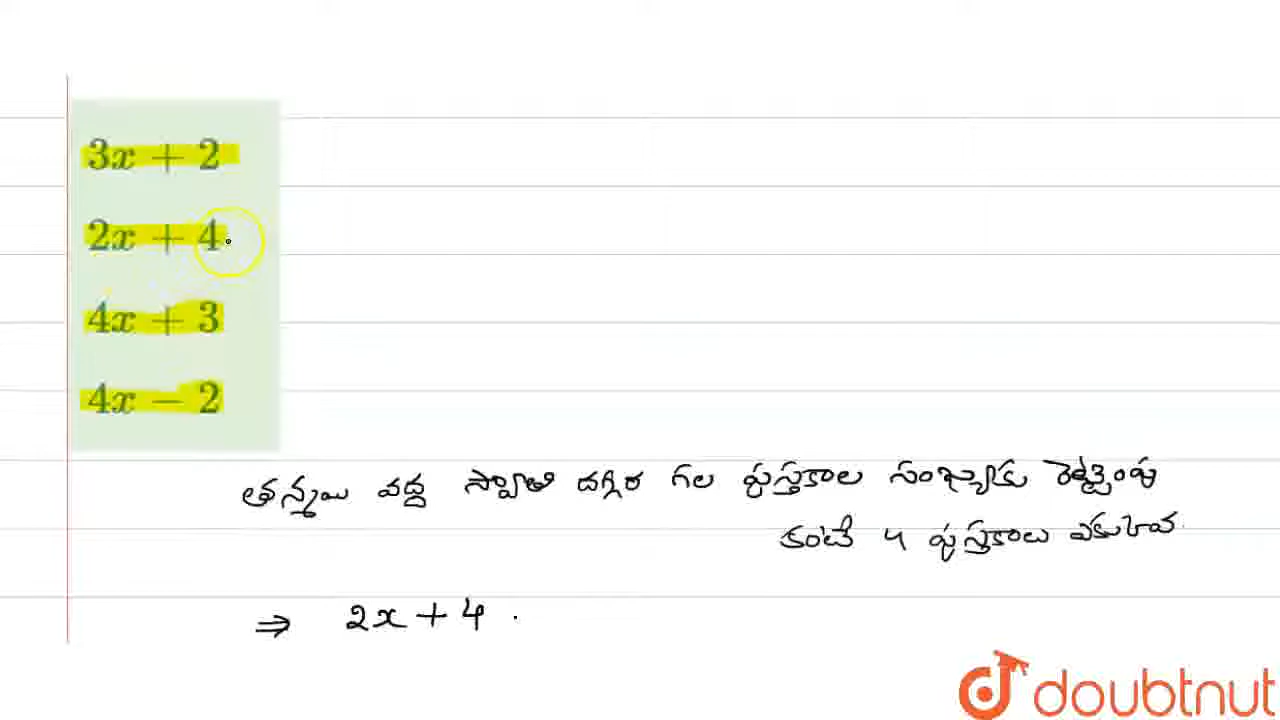 3x + 2
2x + 4
4x + 3
4x − 2
తన్మయి వద్ద స్వాతి దగ్గర గల పుస్తకాల సంఖ్యకు రెట్టింపు
కంటే 4 పుస్తకాలు ఎక్కువ.
⇒ 2x + 4 .
doubtnut